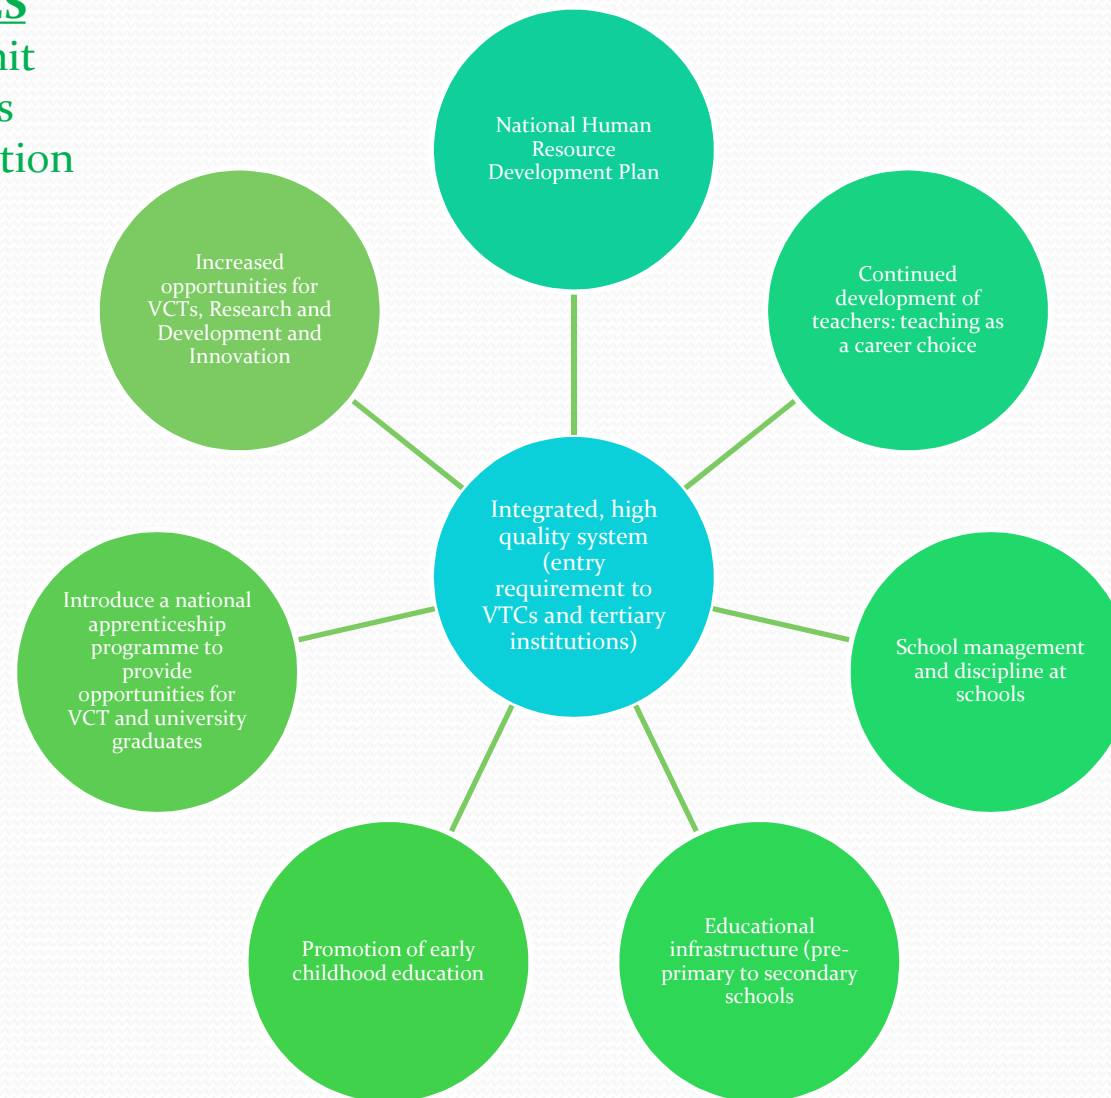 National Human
Resource
Development Plan
Continued
development of
teachers: teaching as
a career choice
School management
and discipline at
schools
Educational
infrastructure (pre-
primary to secondary
schools
Promotion of early
childhood education
Introduce a national
apprenticeship
programme to
provide
opportunities for
VCT and university
graduates
Increased
opportunities for
VCTs, Research and
Development and
Innovation
Integrated, high
quality system
(entry
requirement to
VTCs and tertiary
institutions)